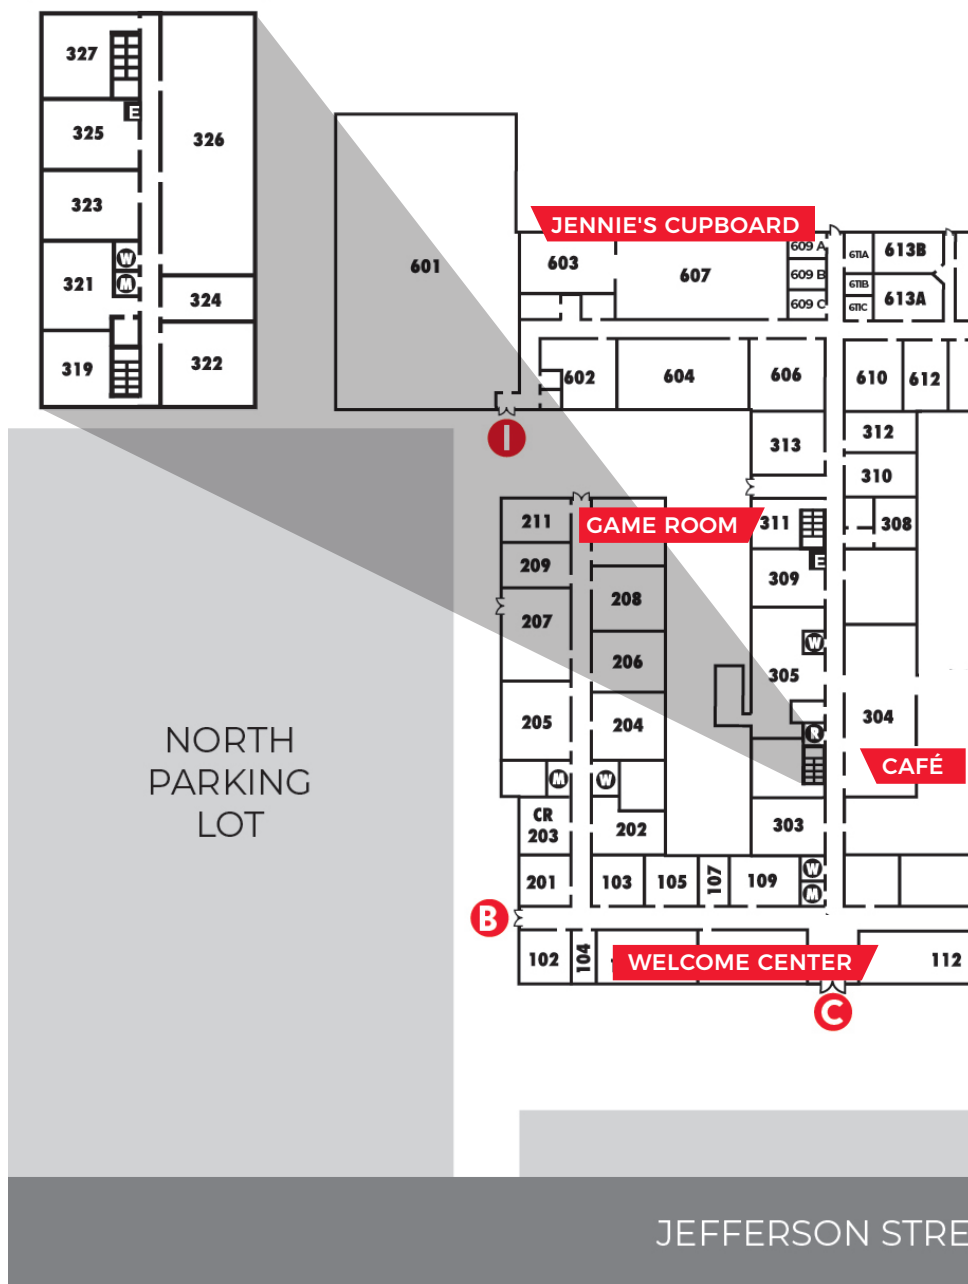 327
E
325
326
323
W
M
321
324
319
322
JENNIE'S CUPBOARD
601
603
607
609 A
609 B
609 C
611A
611B
611C
613B
613A
602
604
606
610
612
I
313
312
310
211
GAME ROOM
311
308
209
E
309
208
207
W
206
305
205
204
R
304
CAFÉ
M
W
CR
203
202
303
201
103
105
107
109
W
M
B
102
104
WELCOME CENTER
112
C
NORTH
PARKING
LOT
JEFFERSON STRE